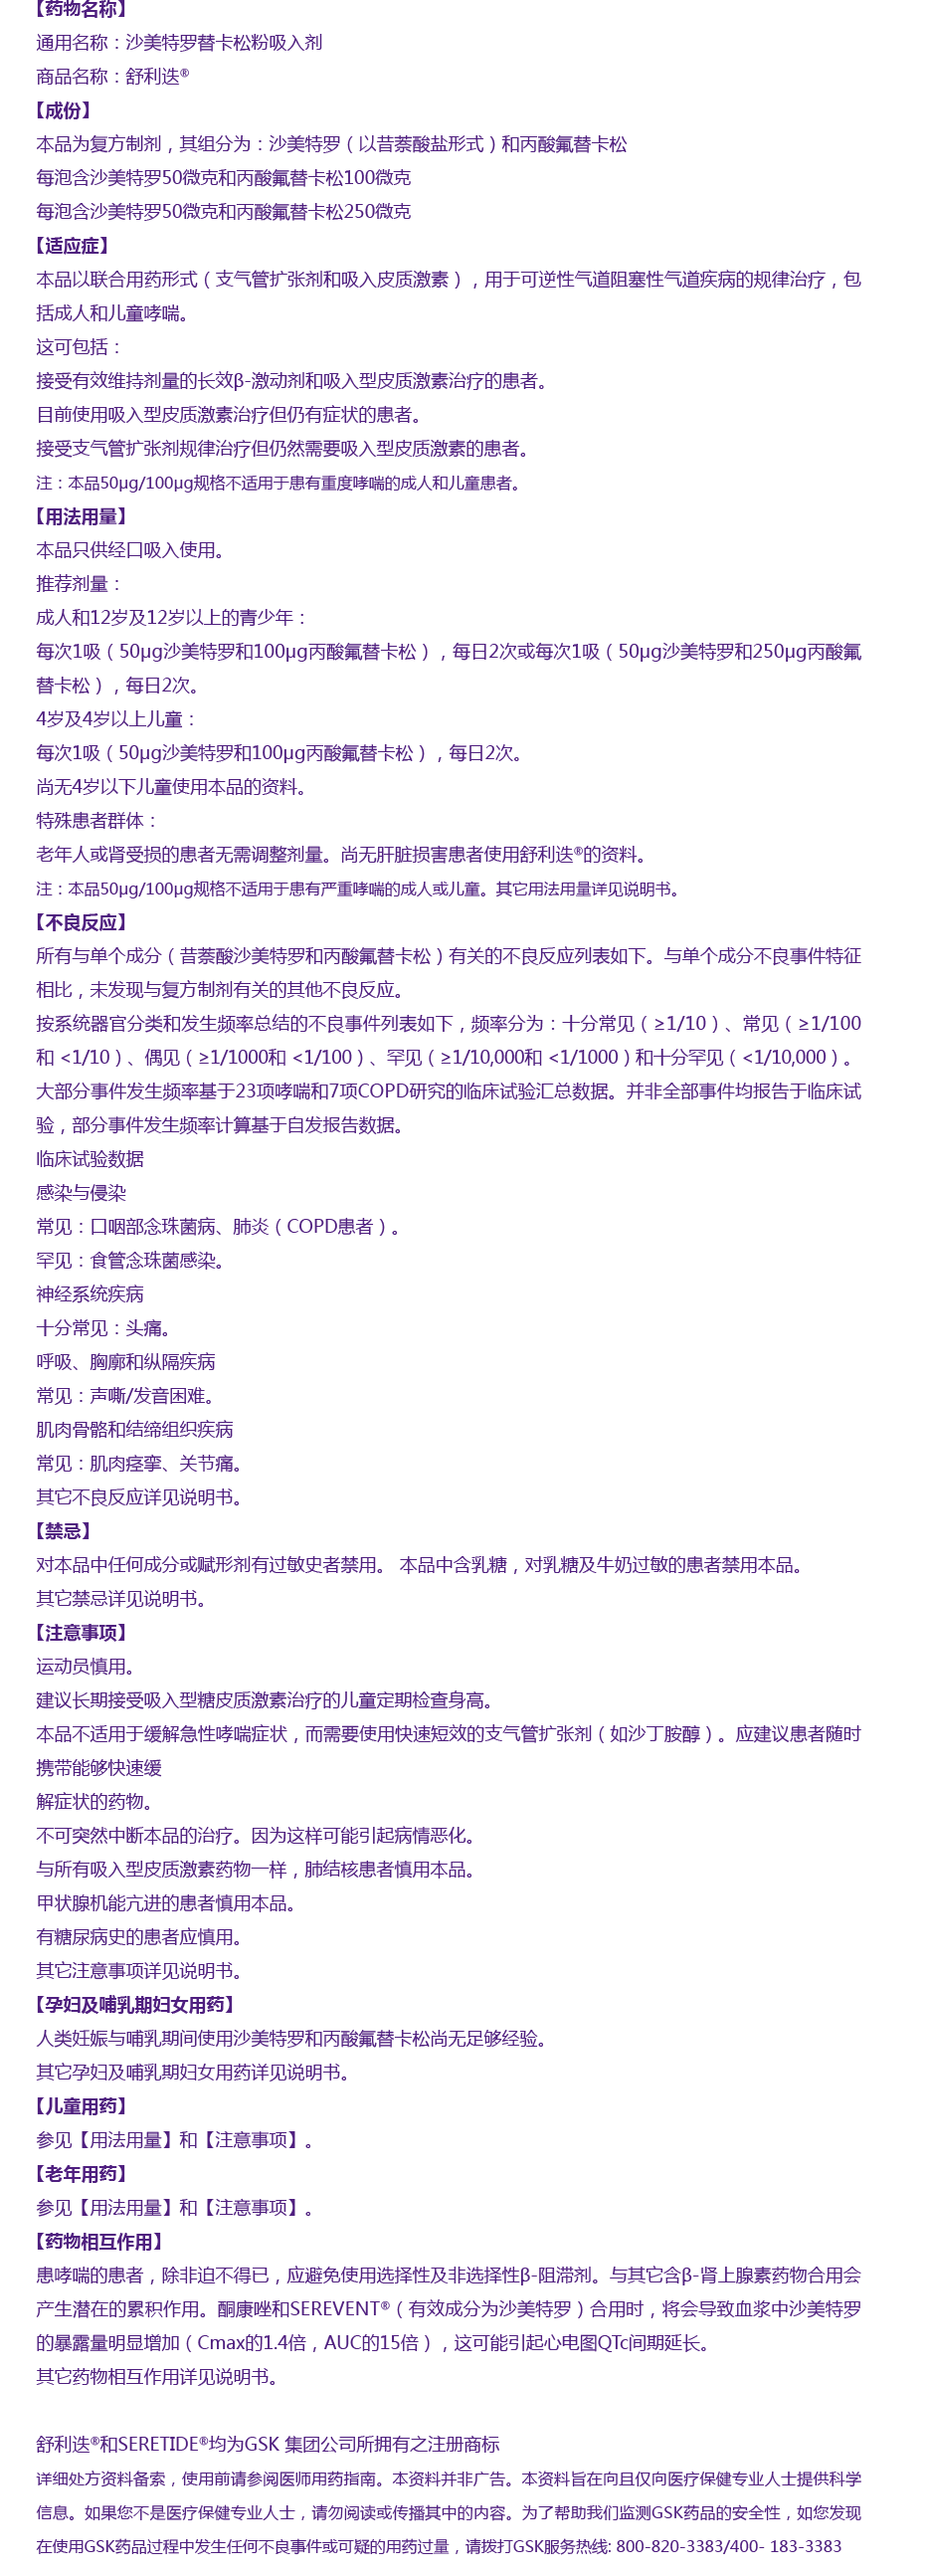 【药物名称】
通用名称：沙美特罗替卡松粉吸入剂
商品名称：舒利迭®
【成份】
本品为复方制剂，其组分为：沙美特罗（以昔萘酸盐形式）和丙酸氟替卡松
每泡含沙美特罗50微克和丙酸氟替卡松100微克
每泡含沙美特罗50微克和丙酸氟替卡松250微克
【适应症】
本品以联合用药形式（支气管扩张剂和吸入皮质激素），用于可逆性气道阻塞性气道疾病的规律治疗，包
括成人和儿童哮喘。
这可包括：
接受有效维持剂量的长效β-激动剂和吸入型皮质激素治疗的患者。
目前使用吸入型皮质激素治疗但仍有症状的患者。
接受支气管扩张剂规律治疗但仍然需要吸入型皮质激素的患者。
注：本品50μg/100μg规格不适用于患有重度哮喘的成人和儿童患者。
【用法用量】
本品只供经口吸入使用。
推荐剂量：
成人和12岁及12岁以上的青少年：
每次1吸（50μg沙美特罗和100μg丙酸氟替卡松），每日2次或每次1吸（50μg沙美特罗和250μg丙酸氟
替卡松），每日2次。
4岁及4岁以上儿童：
每次1吸（50μg沙美特罗和100μg丙酸氟替卡松），每日2次。
尚无4岁以下儿童使用本品的资料。
特殊患者群体：
老年人或肾受损的患者无需调整剂量。尚无肝脏损害患者使用舒利迭®的资料。
注：本品50μg/100μg规格不适用于患有严重哮喘的成人或儿童。其它用法用量详见说明书。
【不良反应】
所有与单个成分（昔萘酸沙美特罗和丙酸氟替卡松）有关的不良反应列表如下。与单个成分不良事件特征
相比，未发现与复方制剂有关的其他不良反应。
按系统器官分类和发生频率总结的不良事件列表如下，频率分为：十分常见（≥1/10）、常见（≥1/100
和 <1/10）、偶见（≥1/1000和 <1/100）、罕见（≥1/10,000和 <1/1000）和十分罕见（<1/10,000）。
大部分事件发生频率基于23项哮喘和7项COPD研究的临床试验汇总数据。并非全部事件均报告于临床试
验，部分事件发生频率计算基于自发报告数据。
临床试验数据
感染与侵染
常见：口咽部念珠菌病、肺炎（COPD患者）。
罕见：食管念珠菌感染。
神经系统疾病
十分常见：头痛。
呼吸、胸廓和纵隔疾病
常见：声嘶/发音困难。
肌肉骨骼和结缔组织疾病
常见：肌肉痉挛、关节痛。
其它不良反应详见说明书。
【禁忌】
对本品中任何成分或赋形剂有过敏史者禁用。 本品中含乳糖，对乳糖及牛奶过敏的患者禁用本品。
其它禁忌详见说明书。
【注意事项】
运动员慎用。
建议长期接受吸入型糖皮质激素治疗的儿童定期检查身高。
本品不适用于缓解急性哮喘症状，而需要使用快速短效的支气管扩张剂（如沙丁胺醇）。应建议患者随时
携带能够快速缓
解症状的药物。
不可突然中断本品的治疗。因为这样可能引起病情恶化。
与所有吸入型皮质激素药物一样，肺结核患者慎用本品。
甲状腺机能亢进的患者慎用本品。
有糖尿病史的患者应慎用。
其它注意事项详见说明书。
【孕妇及哺乳期妇女用药】
人类妊娠与哺乳期间使用沙美特罗和丙酸氟替卡松尚无足够经验。
其它孕妇及哺乳期妇女用药详见说明书。
【儿童用药】
参见【用法用量】和【注意事项】。
【老年用药】
参见【用法用量】和【注意事项】。
【药物相互作用】
患哮喘的患者，除非迫不得已，应避免使用选择性及非选择性β-阻滞剂。与其它含β-肾上腺素药物合用会
产生潜在的累积作用。酮康唑和SEREVENT®（有效成分为沙美特罗）合用时，将会导致血浆中沙美特罗
的暴露量明显增加（Cmax的1.4倍，AUC的15倍），这可能引起心电图QTc间期延长。
其它药物相互作用详见说明书。
舒利迭®和SERETIDE®均为GSK 集团公司所拥有之注册商标
详细处方资料备索，使用前请参阅医师用药指南。本资料并非广告。本资料旨在向且仅向医疗保健专业人士提供科学
信息。如果您不是医疗保健专业人士，请勿阅读或传播其中的内容。为了帮助我们监测GSK药品的安全性，如您发现
在使用GSK药品过程中发生任何不良事件或可疑的用药过量，请拨打GSK服务热线: 800-820-3383/400- 183-3383